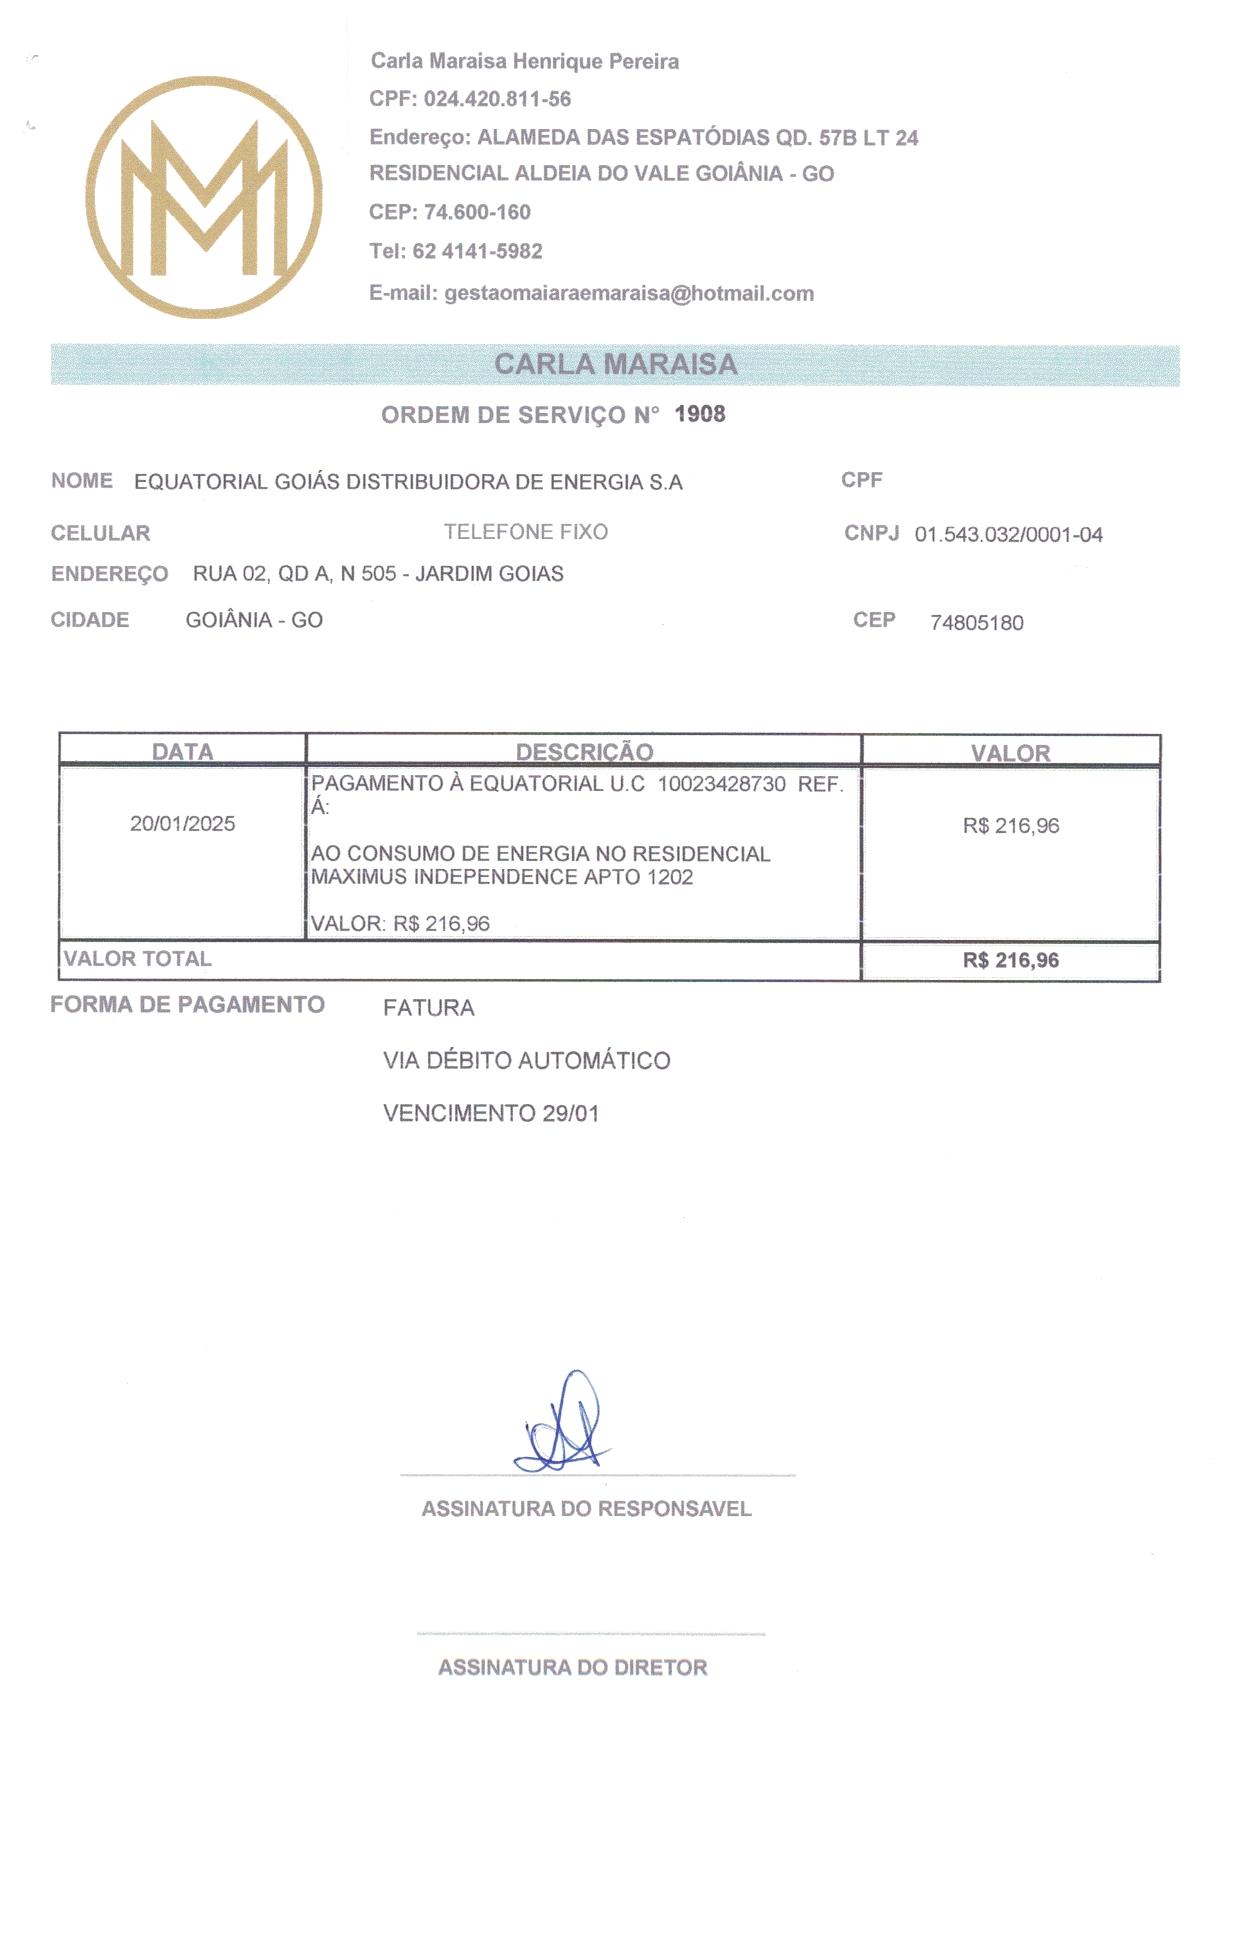 Carla Maraisa Henrique Pereira
CPF: 024.420.811-56
Endereço: ALAMEDA DAS ESPATÓDIAS QD. 57B LT 24
RESIDENCIAL ALDEIA DO VALE GOIÂNIA - GO
CEP: 74.600-160
Tel: 62 4141-5982
E-mail: gestaomaiaraemaraisa@hotmail.com
CARLA MARAISA
ORDEM DE SERVIÇO N° 1908
NOME EQUATORIAL GOIÁS DISTRIBUIDORA DE ENERGIA S.A CPF
CELULAR TELEFONE FIXO CNPJ 01.543.032/0001-04
ENDEREÇO RUA 02, QD A, N 505 - JARDIM GOIAS
CIDADE GOIÂNIA - GO CEP 74805180
DATA DESCRIÇÃO VALOR
PAGAMENTO À EQUATORIAL U.C 10023428730 REF.
Á:
20/01/2025 R$ 216,96
AO CONSUMO DE ENERGIA NO RESIDENCIAL
MAXIMUS INDEPENDENCE APTO 1202
VALOR: R$ 216,96
VALOR TOTAL R$ 216,96
FORMA DE PAGAMENTO FATURA
VIA DÉBITO AUTOMÁTICO
VENCIMENTO 29/01
ASSINATURA DO RESPONSAVEL
ASSINATURA DO DIRETOR